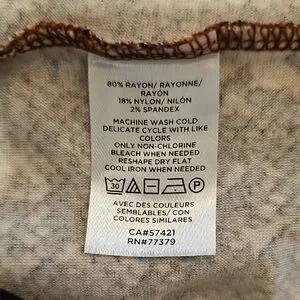 80% RAYON/ RAYONNE/
RAYÓN
18% NYLON/ NILÓN
2% SPANDEX
MACHINE WASH COLD
DELICATE CYCLE WITH LIKE
COLORS
ONLY NON-CHLORINE
BLEACH WHEN NEEDED
RESHAPE DRY FLAT
COOL IRON WHEN NEEDED
30 P
AVEC DES COULEURS
SEMBLABLES/ CON
COLORES SIMILARES
CA#57421
RN#77379